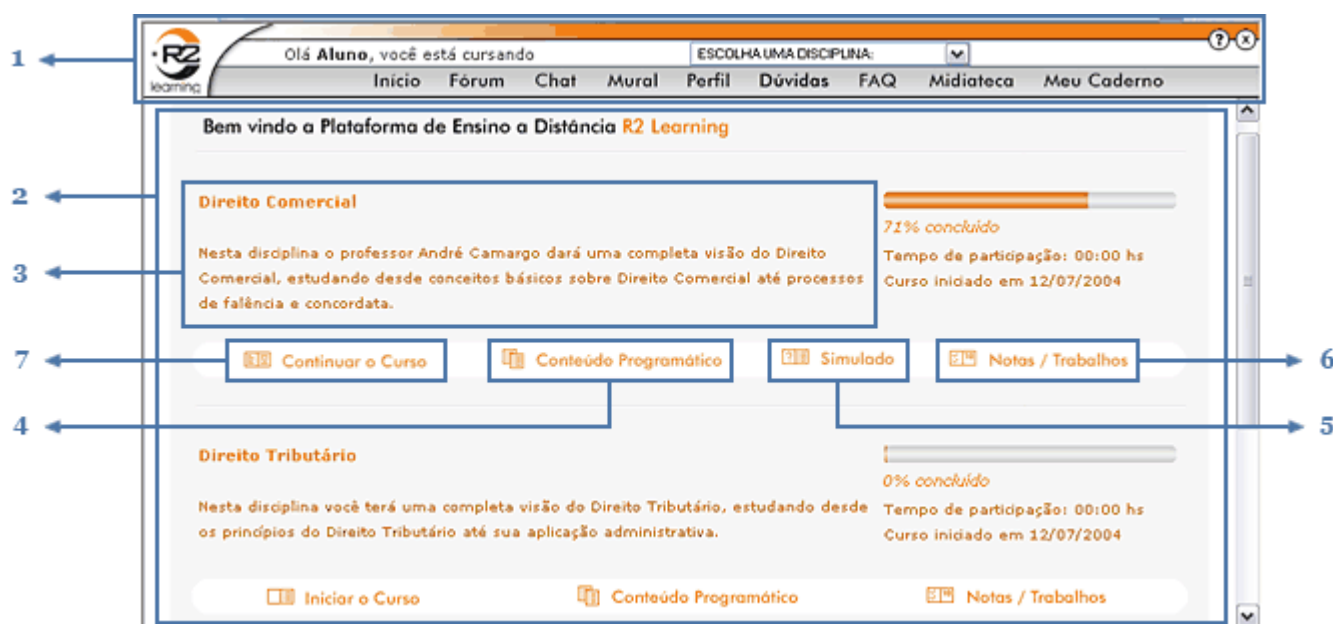 1
R2
learning
Olá Aluno, você está cursando
ESCOLHA UMA DISCIPLINA:
Início Fórum Chat Mural Perfil Dúvidas FAQ Midiateca Meu Caderno
Bem vindo a Plataforma de Ensino a Distância R2 Learning
2
Direito Comercial
71% concluído
3
Nesta disciplina o professor André Camargo dará uma completa visão do Direito
Comercial, estudando desde conceitos básicos sobre Direito Comercial até processos
de falência e concordata.
Tempo de participação: 00:00 hs
Curso iniciado em 12/07/2004
7
Continuar o Curso
Conteúdo Programático
Simulado
Notas / Trabalhos
6
4
5
Direito Tributário
0% concluído
Nesta disciplina você terá uma completa visão do Direito Tributário, estudando desde
os princípios do Direito Tributário até sua aplicação administrativa.
Tempo de participação: 00:00 hs
Curso iniciado em 12/07/2004
Iniciar o Curso
Conteúdo Programático
Notas / Trabalhos